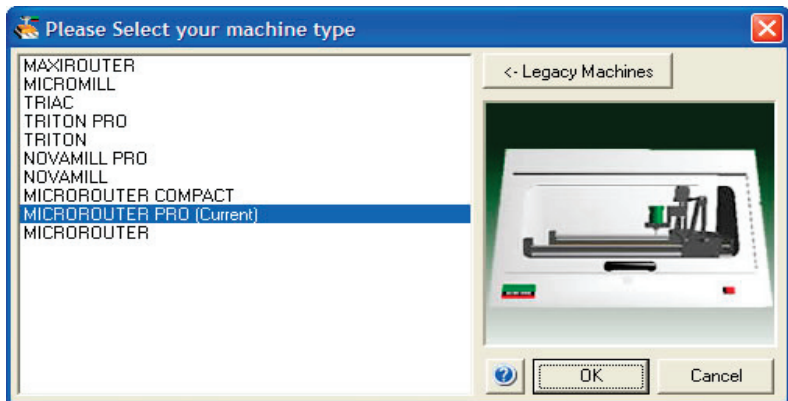 Please Select your machine type
MAXIROUTER
MICROMILL
TRIAC
TRITON PRO
TRITON
NOVAMILL PRO
NOVAMILL
MICROROUTER COMPACT
MICROROUTER PRO (Current)
MICROROUTER
<- Legacy Machines
OK
Cancel